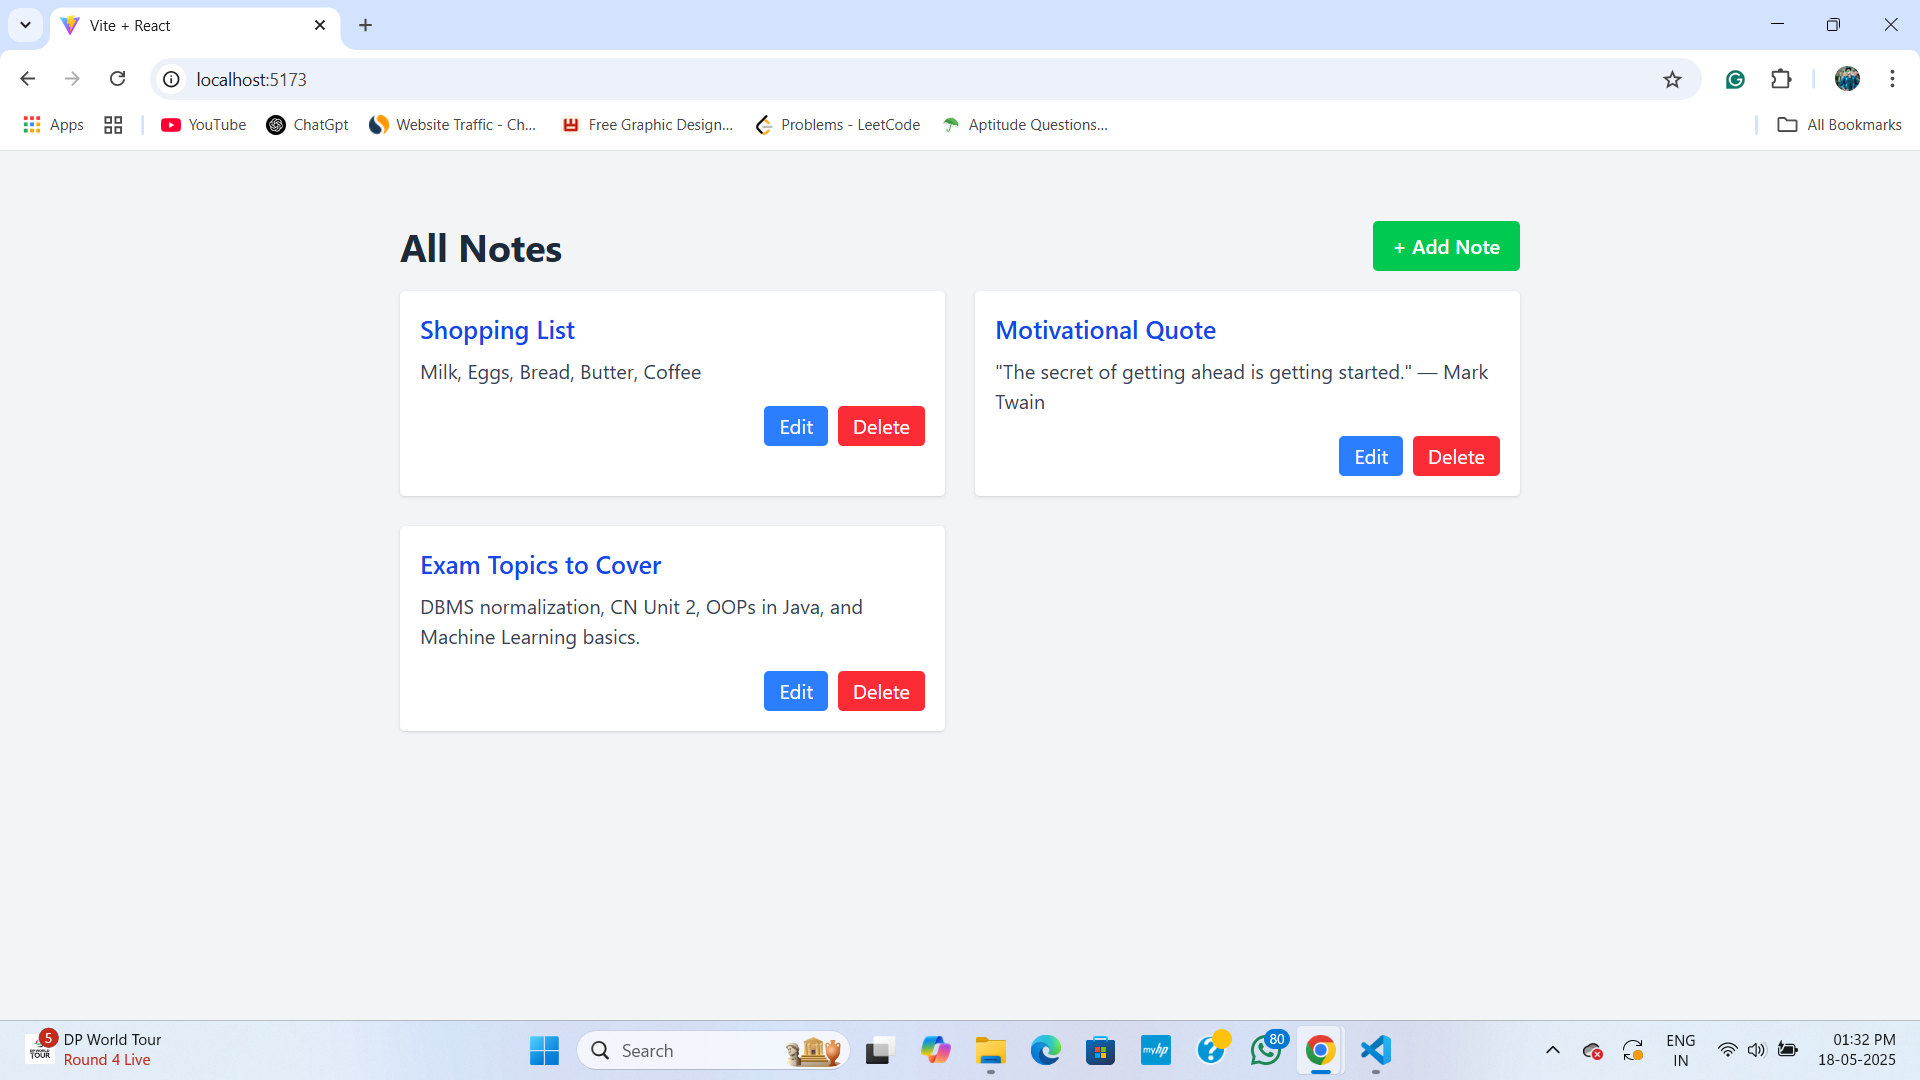 Vite + React
localhost:5173
Apps
YouTube
ChatGpt
Website Traffic - Ch...
Free Graphic Design...
Problems - LeetCode
Aptitude Questions...
All Bookmarks
All Notes
+ Add Note
Shopping List
Milk, Eggs, Bread, Butter, Coffee
Edit
Delete
Motivational Quote
"The secret of getting ahead is getting started." — Mark
Twain
Edit
Delete
Exam Topics to Cover
DBMS normalization, CN Unit 2, OOPs in Java, and
Machine Learning basics.
Edit
Delete
5
DP World Tour
Round 4 Live
Search
myhp
80
ENG
IN
01:32 PM
18-05-2025